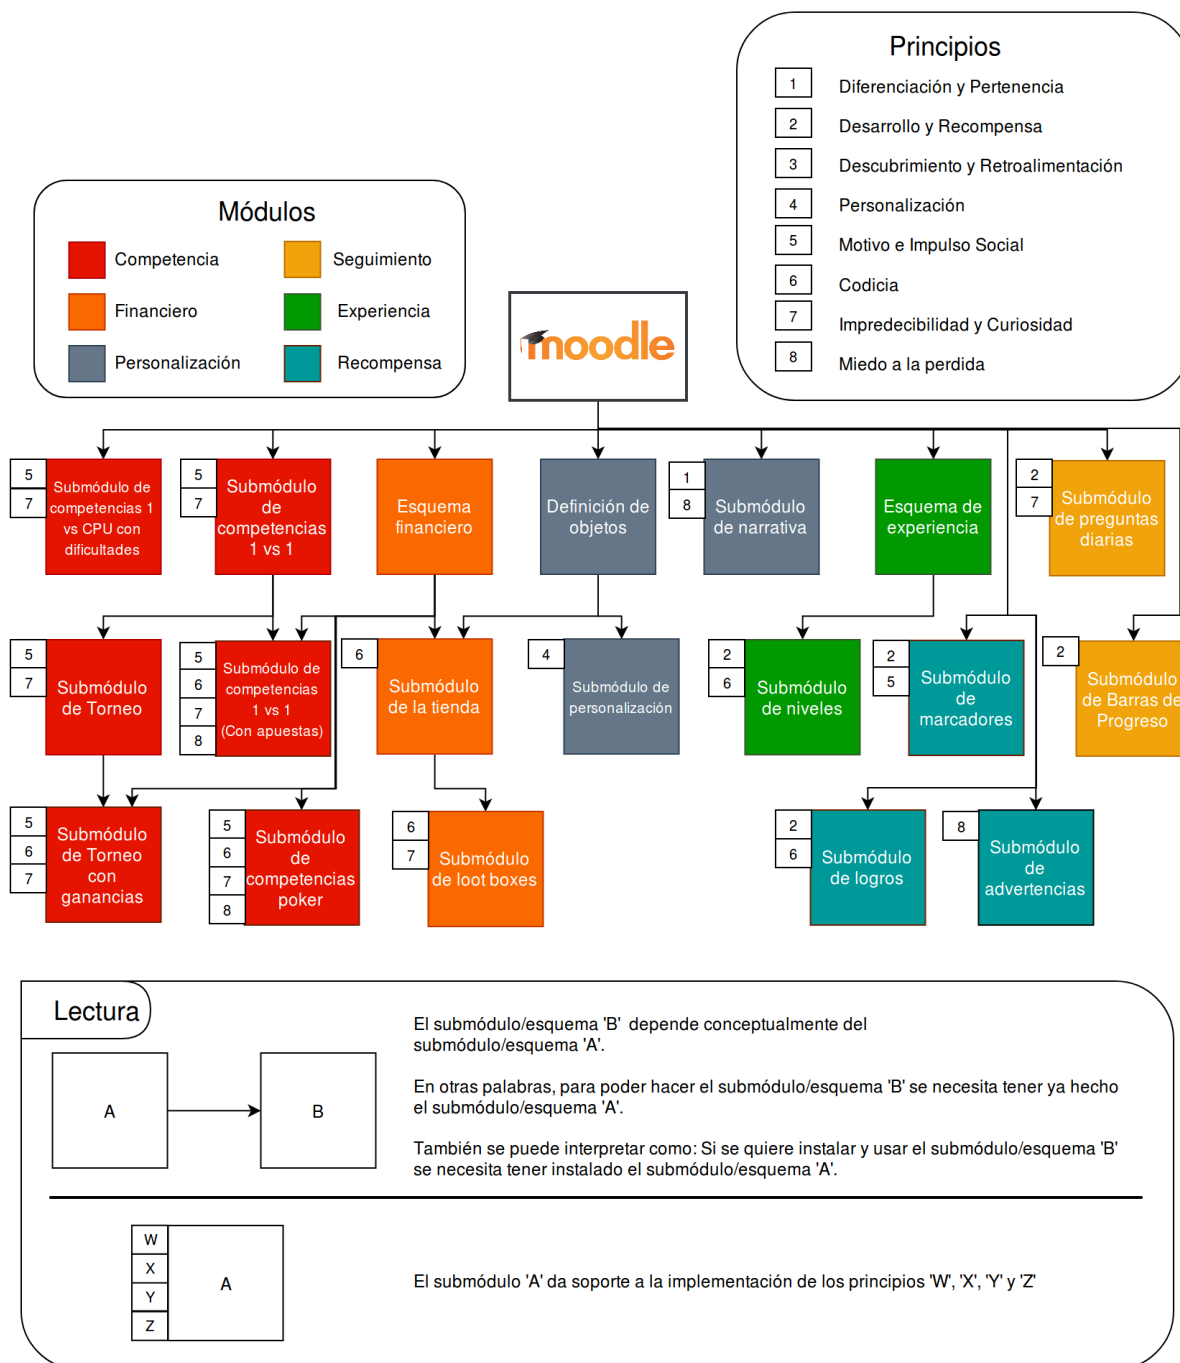 Principios
1 Diferenciación y Pertenencia
2 Desarrollo y Recompensa
3 Descubrimiento y Retroalimentación
4 Personalización
5 Motivo e Impulso Social
6 Codicia
7 Impredecibilidad y Curiosidad
8 Miedo a la perdida
Módulos
Competencia
Seguimiento
Financiero
Experiencia
Personalización
Recompensa
moodle
5
7
Submódulo de
competencias 1
vs CPU con
dificultades
5
7
Submódulo
de
competencias
1 vs 1
Esquema
financiero
Definición de
objetos
1
8
Submódulo
de narrativa
Esquema de
experiencia
2
7
Submódulo
de preguntas
diarias
5
7
Submódulo
de Torneo
5
6
7
8
Submódulo de
competencias
1 vs 1
(Con apuestas)
6
Submódulo
de la tienda
4
Submódulo de
personalización
2
6
Submódulo
de niveles
2
5
Submódulo
de
marcadores
2
Submódulo
de Barras de
Progreso
5
6
7
Submódulo
de Torneo
con
ganancias
5
6
7
8
Submódulo
de
competencias
poker
6
7
Submódulo
de loot boxes
2
6
Submódulo
de logros
8
Submódulo
de
advertencias
Lectura
A
B
El submódulo/esquema 'B' depende conceptualmente del
submódulo/esquema 'A'.
En otras palabras, para poder hacer el submódulo/esquema 'B' se necesita tener ya hecho
el submódulo/esquema 'A'.
También se puede interpretar como: Si se quiere instalar y usar el submódulo/esquema 'B'
se necesita tener instalado el submódulo/esquema 'A'.
W
X
Y
Z
A
El submódulo 'A' da soporte a la implementación de los principios 'W', 'X', 'Y' y 'Z'